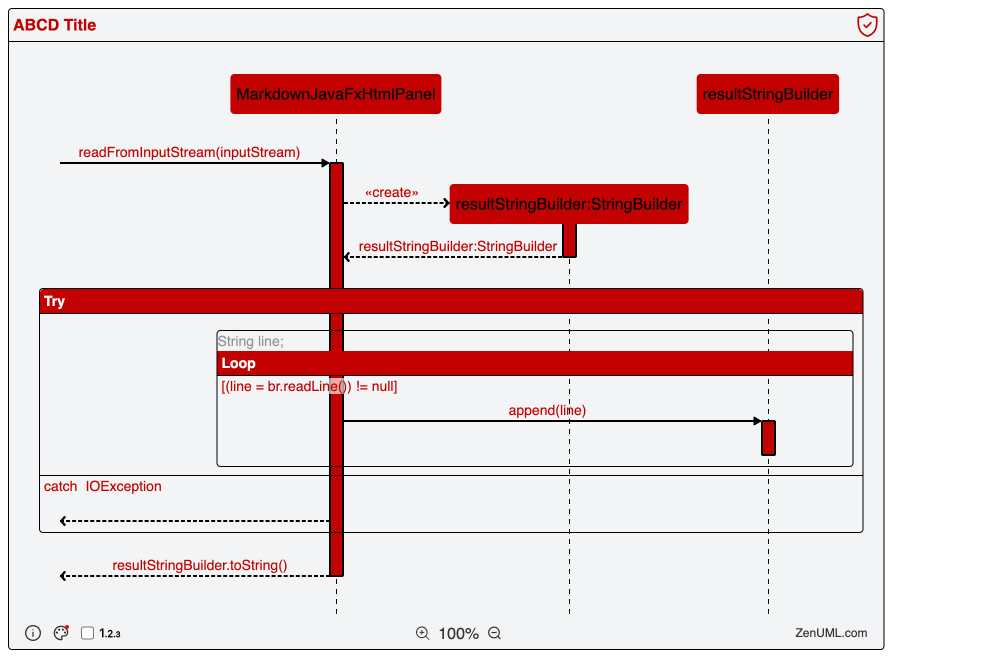 ABCD Title
MarkdownJavaFxHtmlPanel
resultStringBuilder
readFromInputStream(inputStream)
«create»
resultStringBuilder:StringBuilder
resultStringBuilder:StringBuilder
Try
String line;
Loop
[(line = br.readLine()) != null]
append(line)
catch IOException
resultStringBuilder.toString()
1.2.3
100%
ZenUML.com